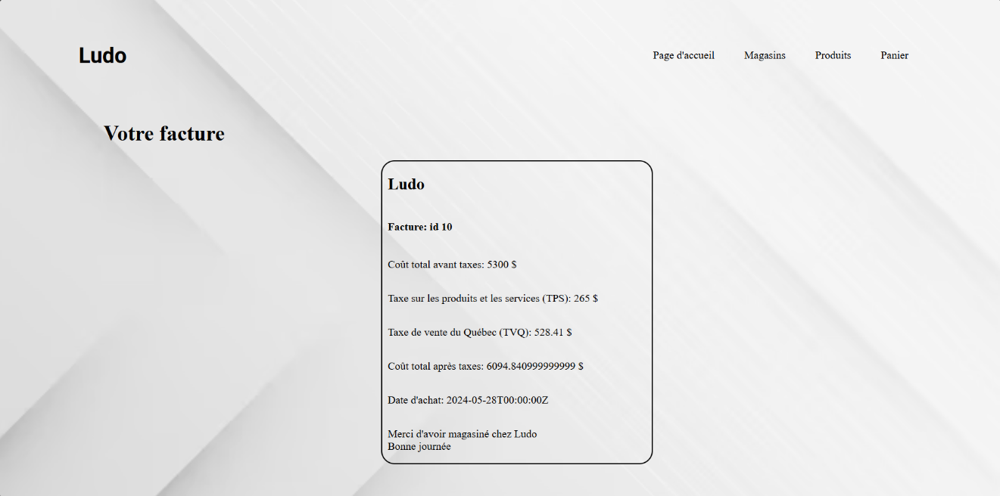 Ludo
Page d'accueil Magasins Produits Panier
Votre facture
Ludo
Facture: id 10
Coût total avant taxes: 5300 $
Taxe sur les produits et les services (TPS): 265 $
Taxe de vente du Québec (TVQ): 528.41 $
Coût total après taxes: 6094.840999999999 $
Date d'achat: 2024-05-28T00:00:00Z
Merci d'avoir magasiné chez Ludo
Bonne journée